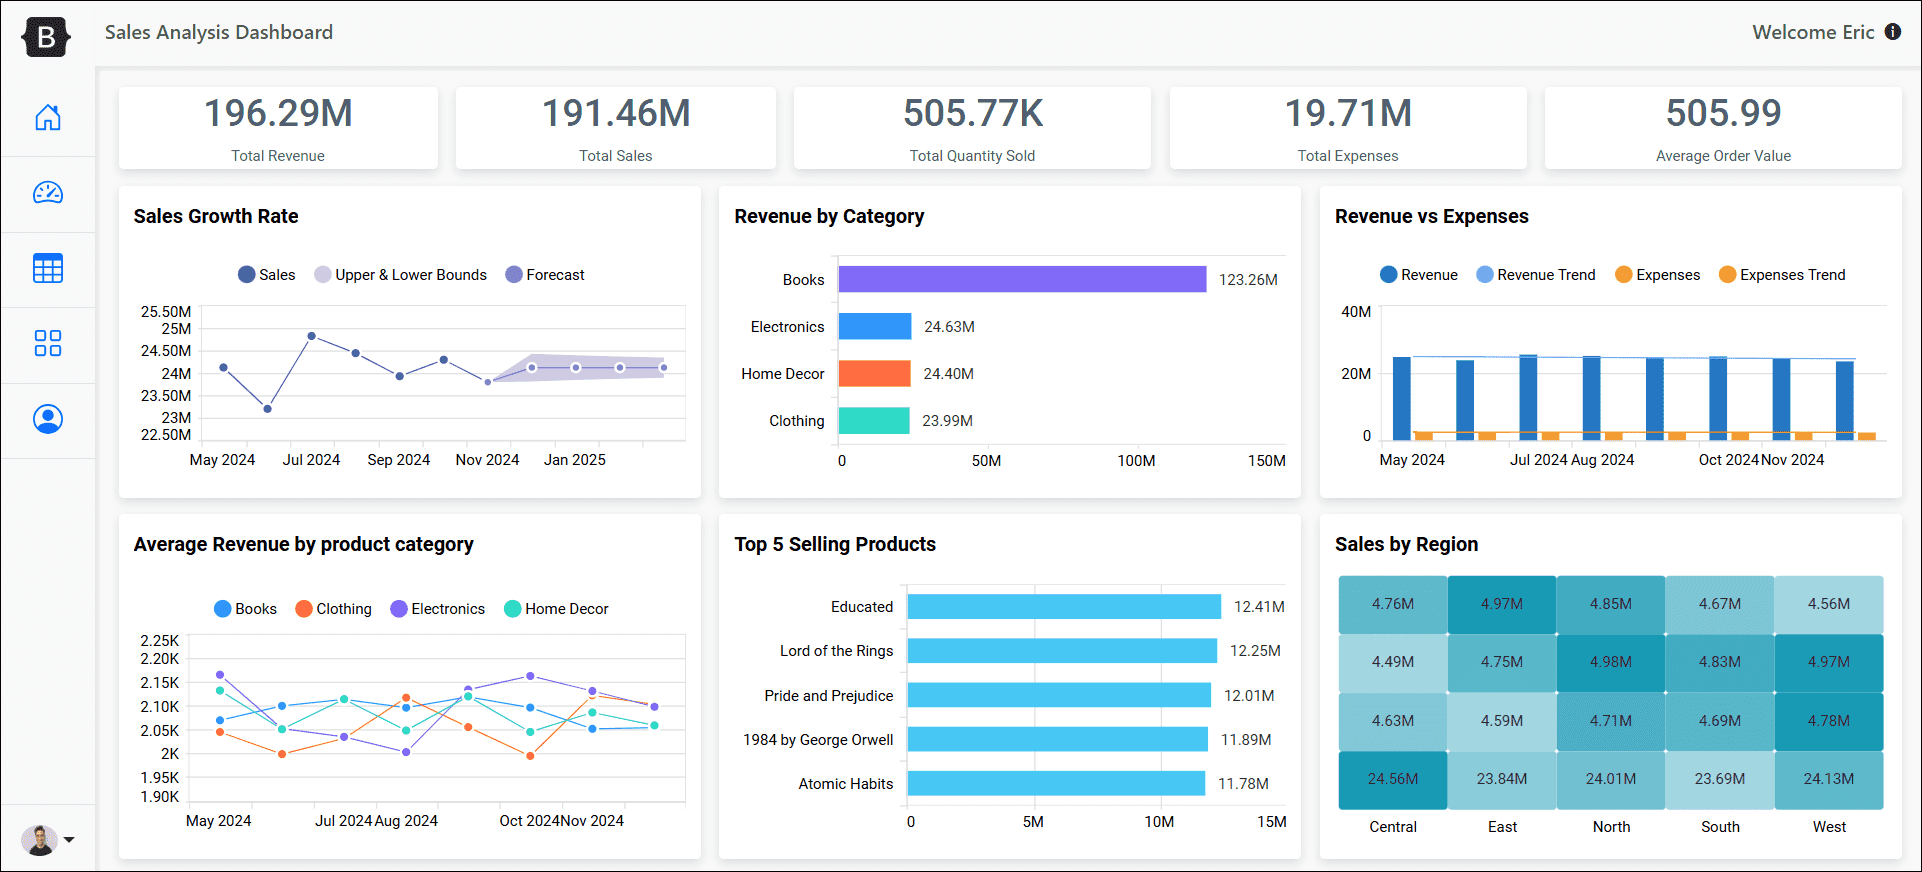 B
Sales Analysis Dashboard
Welcome Eric
196.29M
Total Revenue
191.46M
Total Sales
505.77K
Total Quantity Sold
19.71M
Total Expenses
505.99
Average Order Value
Sales Growth Rate
Sales Upper & Lower Bounds Forecast
25.50M
25M
24.50M
24M
23.50M
23M
22.50M
May 2024 Jul 2024 Sep 2024 Nov 2024 Jan 2025
Revenue by Category
Books 123.26M
Electronics 24.63M
Home Decor 24.40M
Clothing 23.99M
0 50M 100M 150M
Revenue vs Expenses
Revenue Revenue Trend Expenses Expenses Trend
40M
20M
0
May 2024 Jul 2024 Aug 2024 Oct 2024 Nov 2024
Average Revenue by product category
Books Clothing Electronics Home Decor
2.25K
2.20K
2.15K
2.10K
2.05K
2K
1.95K
1.90K
May 2024 Jul 2024 Aug 2024 Oct 2024 Nov 2024
Top 5 Selling Products
Educated 12.41M
Lord of the Rings 12.25M
Pride and Prejudice 12.01M
1984 by George Orwell 11.89M
Atomic Habits 11.78M
0 5M 10M 15M
Sales by Region
4.76M 4.97M 4.85M 4.67M 4.56M
4.49M 4.75M 4.98M 4.83M 4.97M
4.63M 4.59M 4.71M 4.69M 4.78M
24.56M 23.84M 24.01M 23.69M 24.13M
Central East North South West